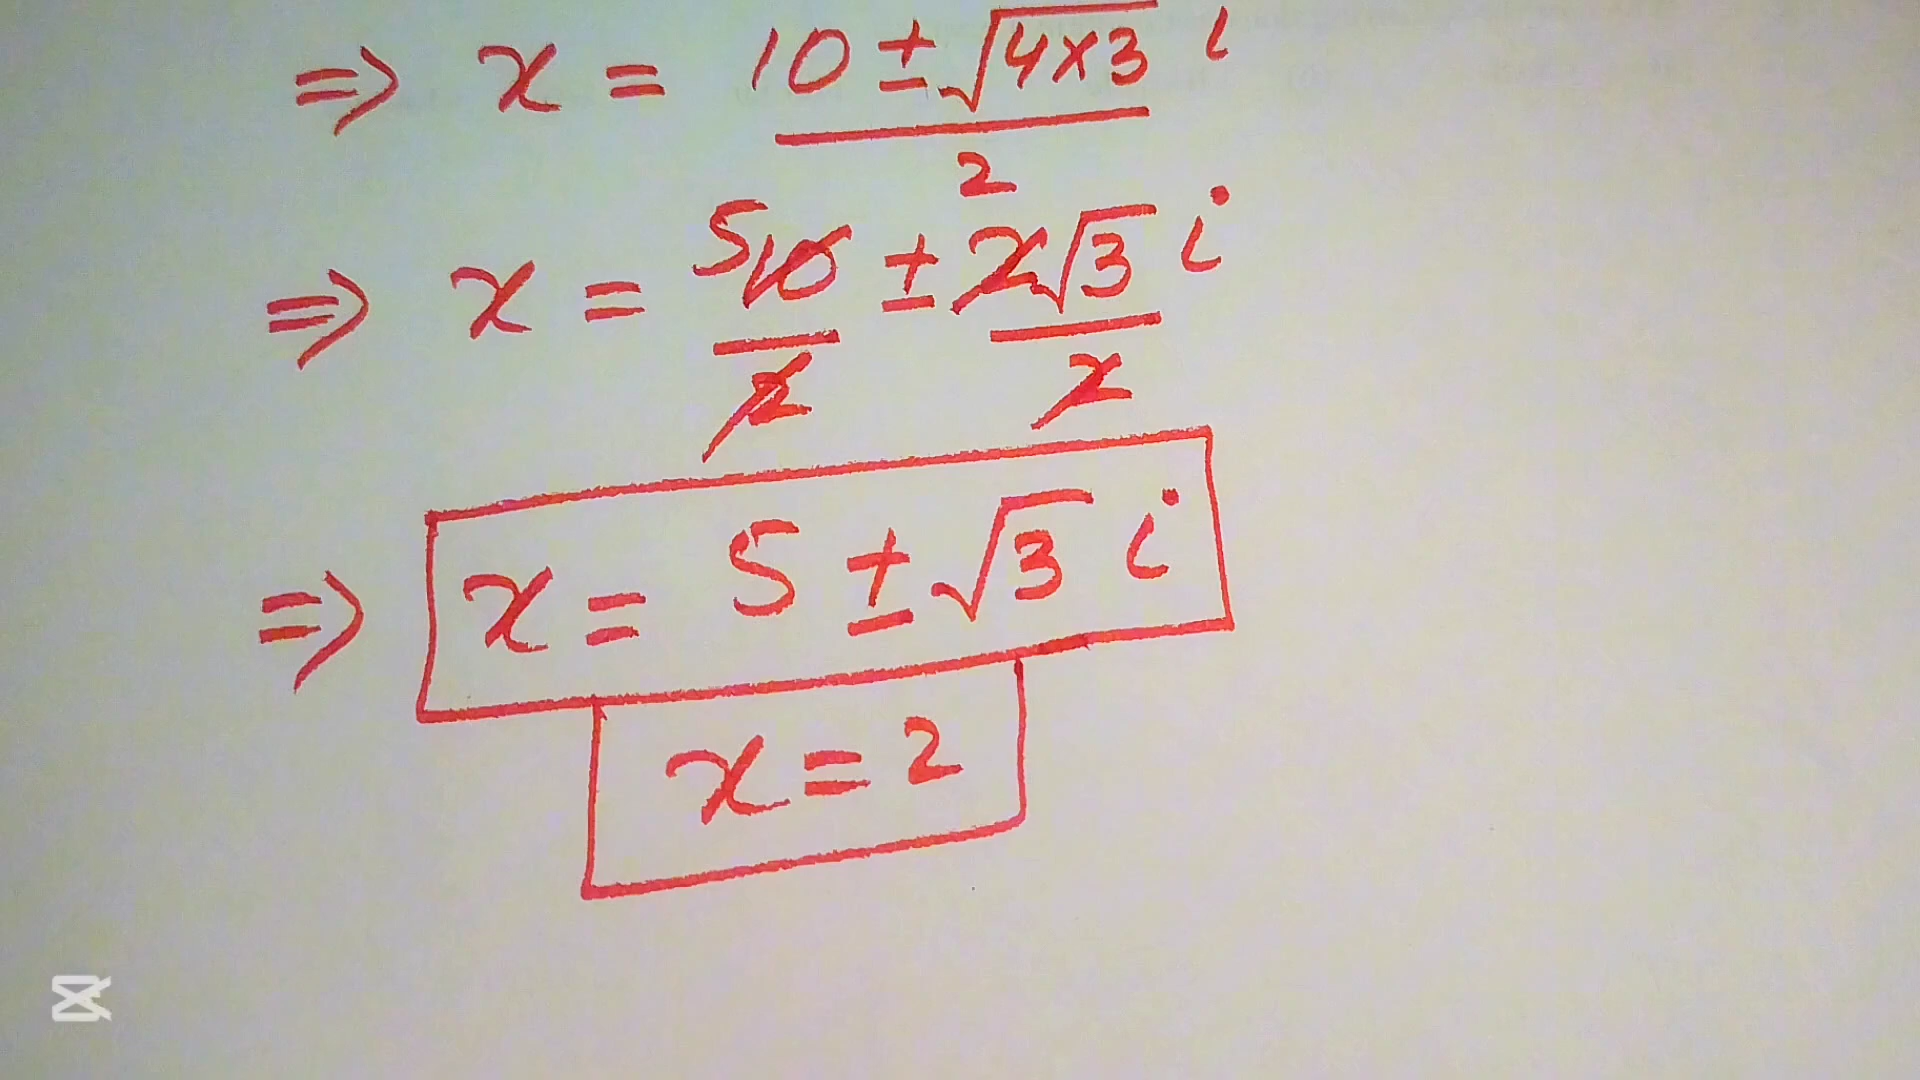 ⇒ x = 10 ± √(4×3) i / 2
⇒ x = 5 10/2 ± 2√3 i / 2
⇒ x = 5 ± √3 i
x = 2